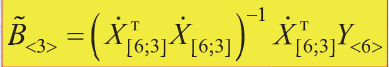 B̃<3> = (Ẋᵀ[6;3] Ẋ[6;3])⁻¹ Ẋᵀ[6;3] Y<6>